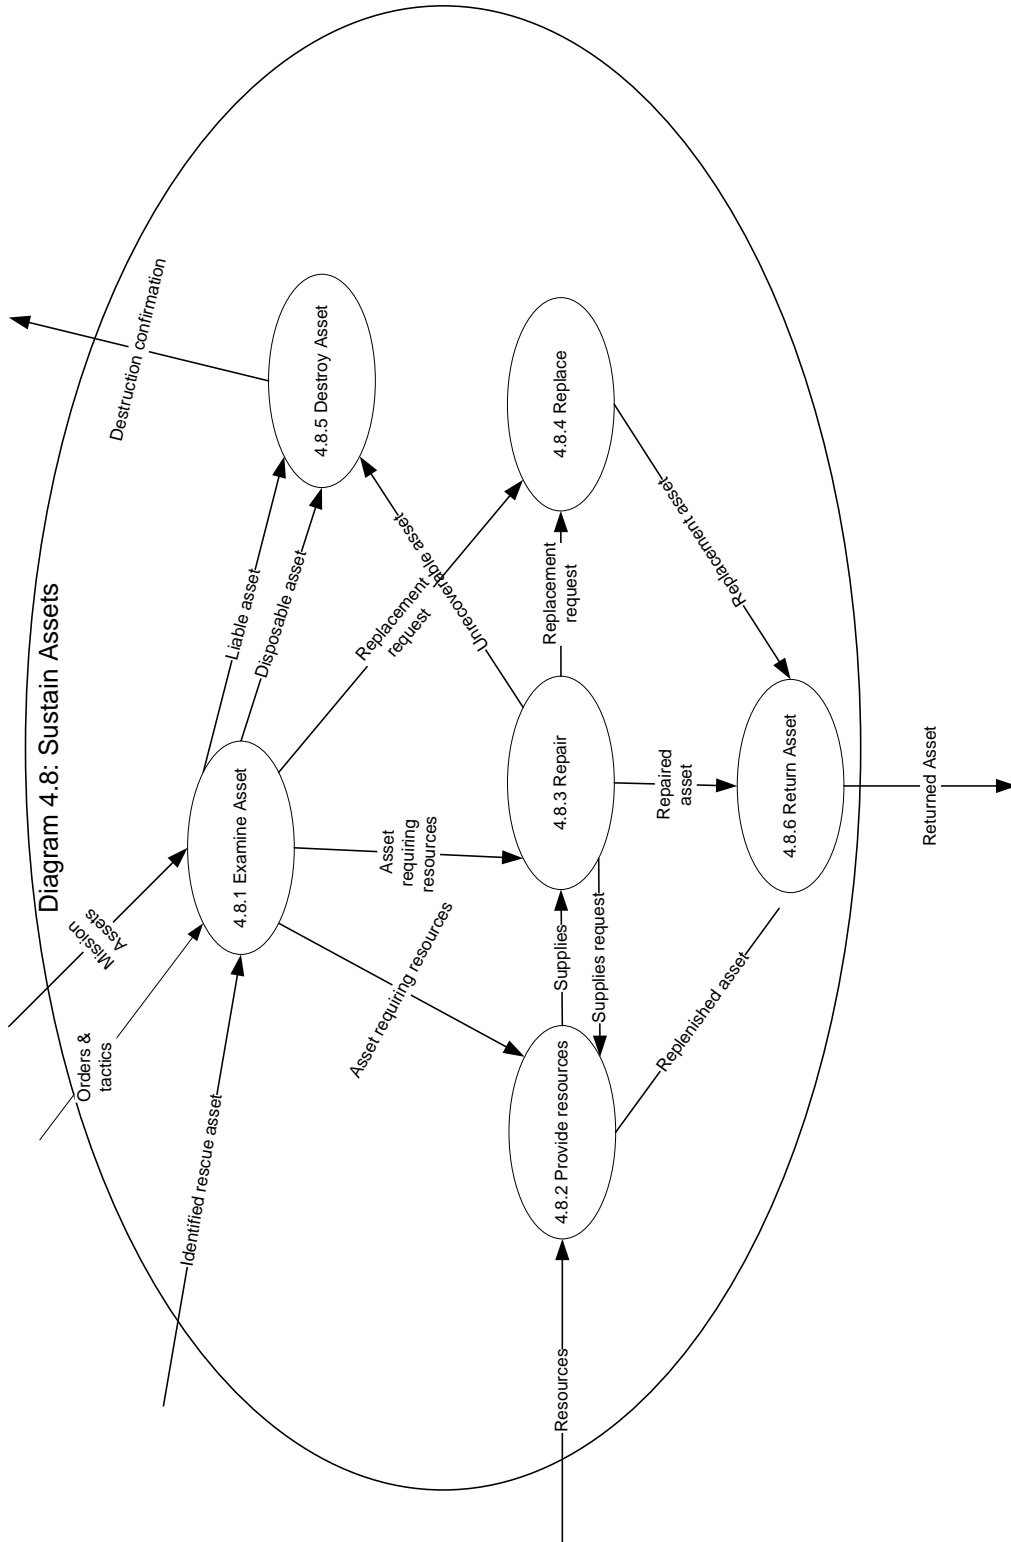 Diagram 4.8: Sustain Assets
Mission
Assets
Orders &
tactics
Identified rescue asset
4.8.1 Examine Asset
Liable asset
Disposable asset
Destruction confirmation
4.8.5 Destroy Asset
Replacement
request
Unrecoverable asset
Asset
requiring
resources
Asset requiring resources
Resources
4.8.2 Provide resources
Supplies
Supplies request
4.8.3 Repair
Replacement
request
4.8.4 Replace
Replenished asset
Repaired
asset
Replacement asset
4.8.6 Return Asset
Returned Asset